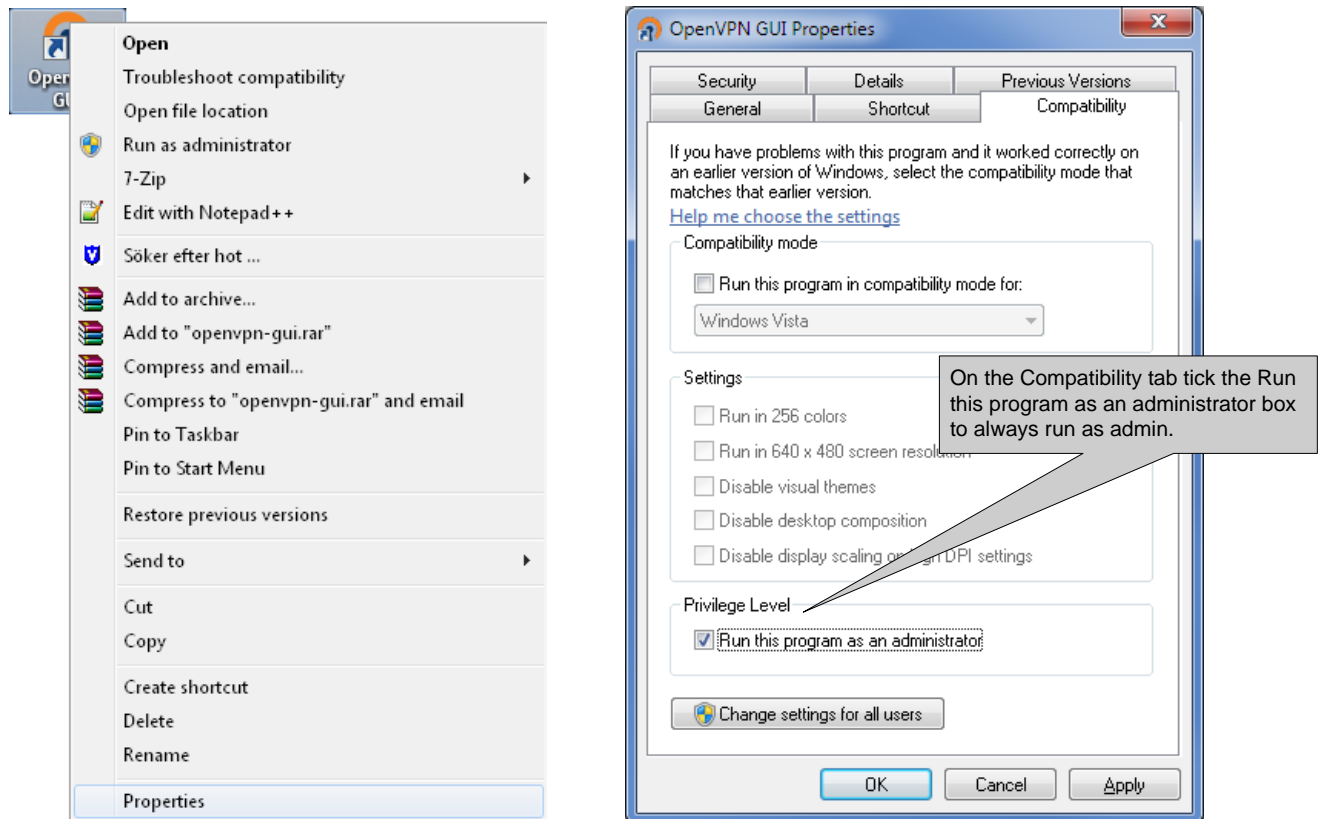 Open
Troubleshoot compatibility
Open file location
Run as administrator
7-Zip
Edit with Notepad++
Söker efter hot ...
Add to archive...
Add to "openvpn-gui.rar"
Compress and email...
Compress to "openvpn-gui.rar" and email
Pin to Taskbar
Pin to Start Menu
Restore previous versions
Send to
Cut
Copy
Create shortcut
Delete
Rename
Properties
OpenVPN GUI Properties
Security Details Previous Versions
General Shortcut Compatibility
If you have problems with this program and it worked correctly on
an earlier version of Windows, select the compatibility mode that
matches that earlier version.
Help me choose the settings
Compatibility mode
Run this program in compatibility mode for:
Windows Vista
Settings
Run in 256 colors
Run in 640 x 480 screen resolution
Disable visual themes
Disable desktop composition
Disable display scaling on high DPI settings
On the Compatibility tab tick the Run
this program as an administrator box
to always run as admin.
Privilege Level
Run this program as an administrator
Change settings for all users
OK Cancel Apply